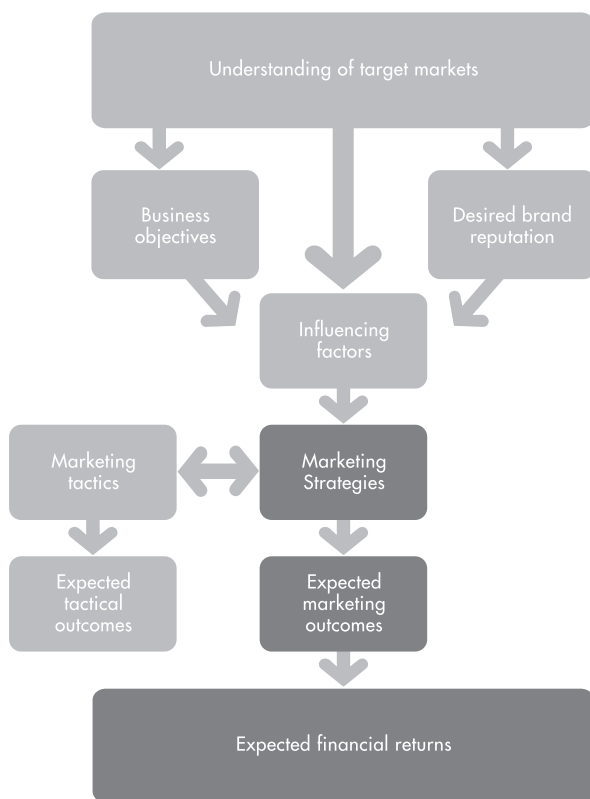 Understanding of target markets
Business
objectives
Desired brand
reputation
Influencing
factors
Marketing
tactics
Marketing
Strategies
Expected
tactical
outcomes
Expected
marketing
outcomes
Expected financial returns